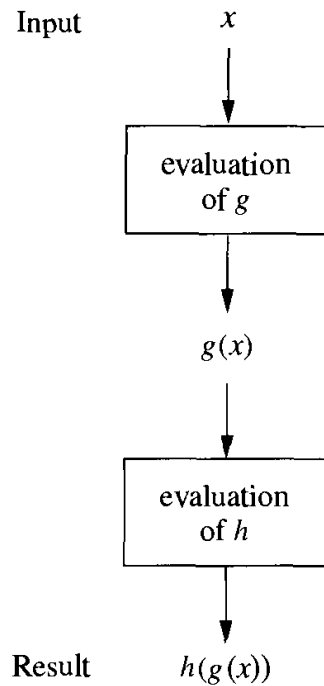 Input x
evaluation
of g
g(x)
evaluation
of h
Result h(g(x))